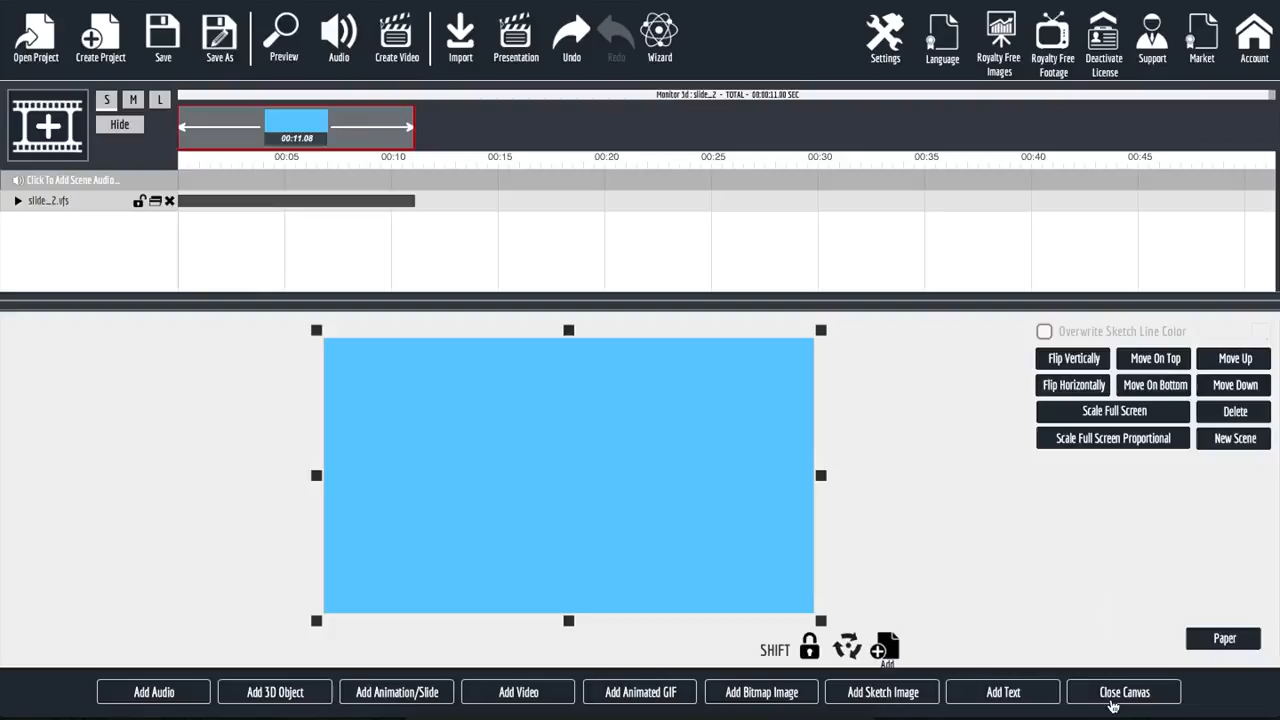 Open Project
Create Project
Save
Save As
Preview
Audio
Create Video
Import
Presentation
Undo
Redo
Wizard
Settings
Language
Royalty Free
Images
Royalty Free
Footage
Deactivate
License
Support
Market
Account
S M L
Hide
Monitor 3d : slide_2 - TOTAL - 00:00:11.00 SEC
00:11.08
00:05 00:10 00:15 00:20 00:25 00:30 00:35 00:40 00:45
Click To Add Scene Audio...
slide_2.vfs
Overwrite Sketch Line Color
Flip Vertically Move On Top Move Up
Flip Horizontally Move On Bottom Move Down
Scale Full Screen Delete
Scale Full Screen Proportional New Scene
Paper
SHIFT
Add
Add Audio Add 3D Object Add Animation/Slide Add Video Add Animated GIF Add Bitmap Image Add Sketch Image Add Text Close Canvas